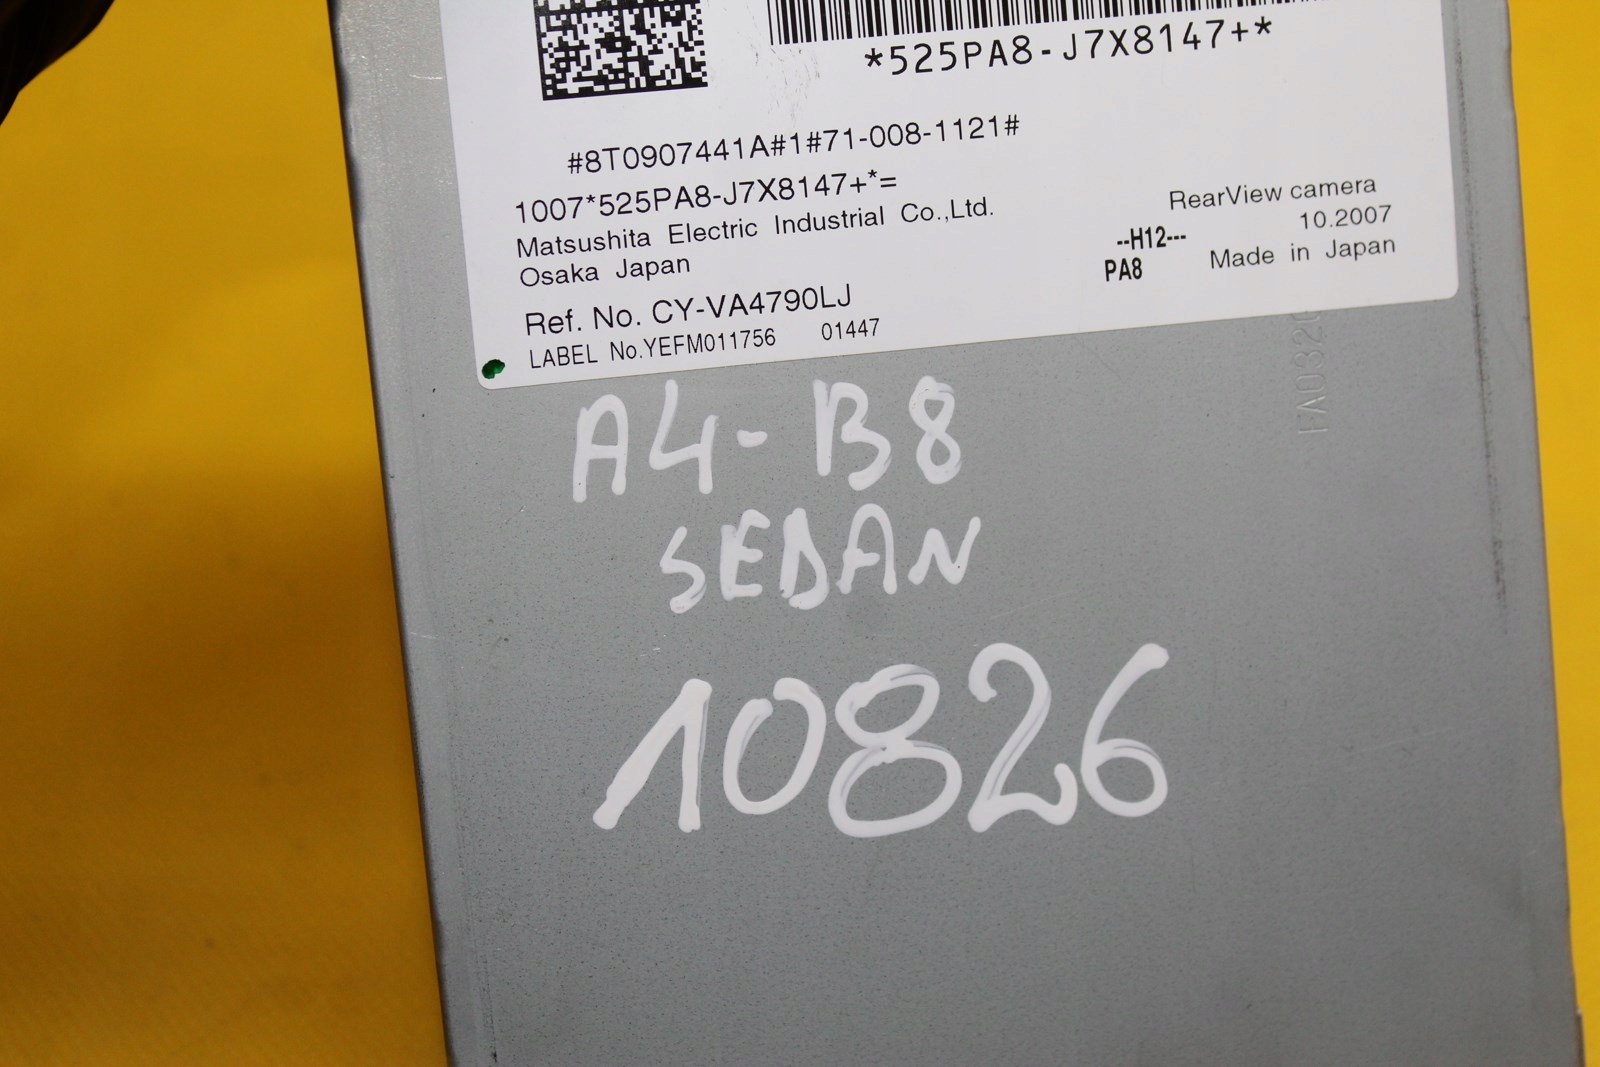 *525PA8-J7X8147+*
#8T0907441A#1#71-008-1121#
1007*525PA8-J7X8147+*=
Matsushita Electric Industrial Co.,Ltd.
Osaka Japan
RearView camera
10.2007
--H12---
PA8
Made in Japan
Ref. No. CY-VA4790LJ
LABEL No.YEFM011756 01447
A4-B8
SEDAN
10826